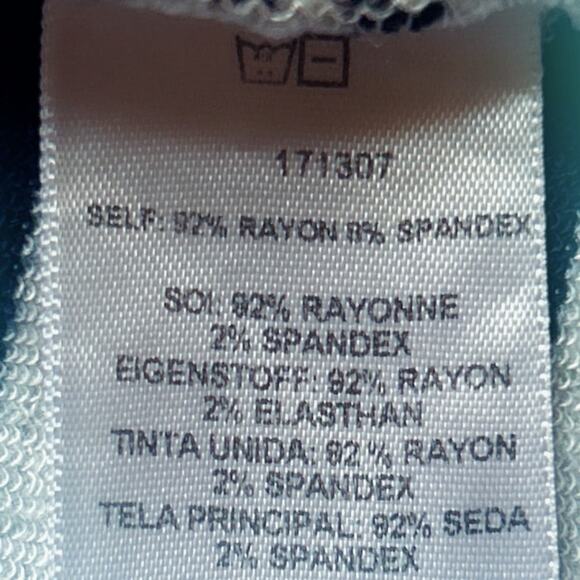 171307
SELF: 92% RAYON 8% SPANDEX
SOI: 92% RAYONNE
2% SPANDEX
EIGENSTOFF: 92% RAYON
2% ELASTHAN
TINTA UNIDA: 92% RAYON
2% SPANDEX
TELA PRINCIPAL: 92% SEDA
2% SPANDEX